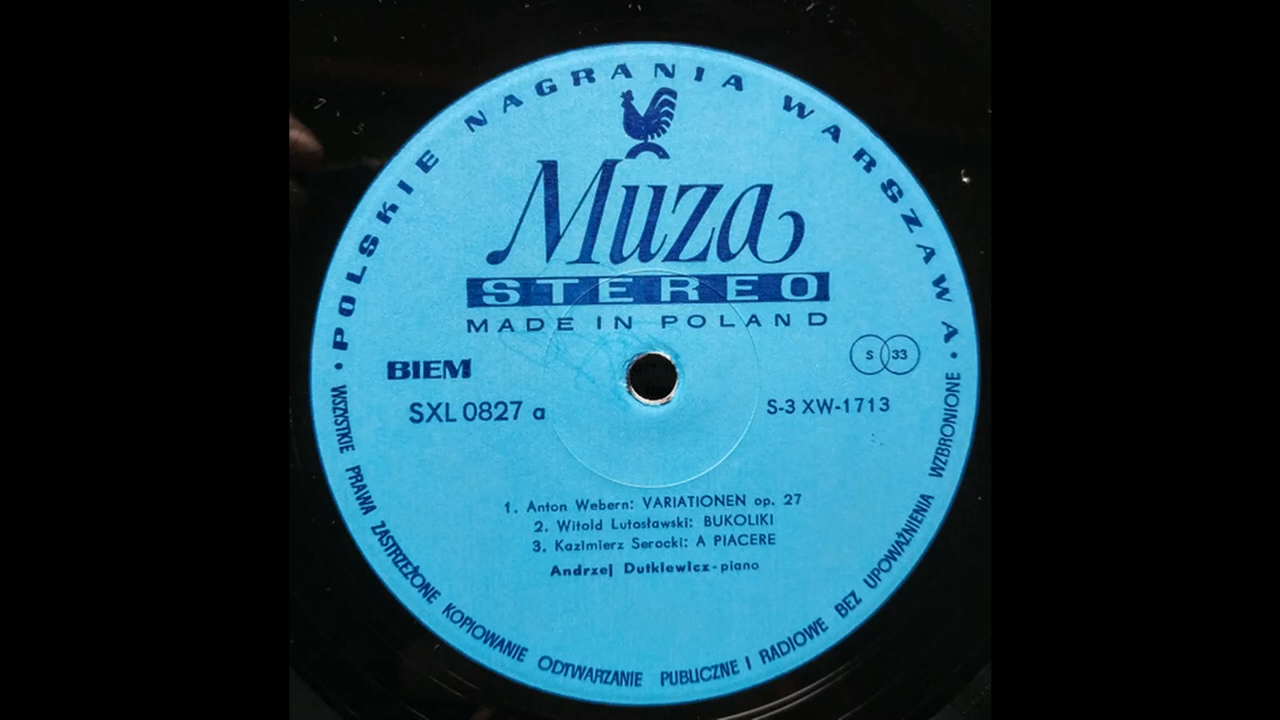 POLSKIE NAGRANIA WARSZAWA
Muza
STEREO
MADE IN POLAND
BIEM
S 33
SXL 0827 a
S-3 XW-1713
1. Anton Webern: VARIATIONEN op. 27
2. Witold Lutosławski: BUKOLIKI
3. Kazimierz Serocki: A PIACERE
Andrzej Dutkiewicz-piano
• WSZYSTKIE PRAWA ZASTRZEŻONE KOPIOWANIE ODTWARZANIE PUBLICZNE I RADIOWE BEZ UPOWAŻNIENIA WZBRONIONE •